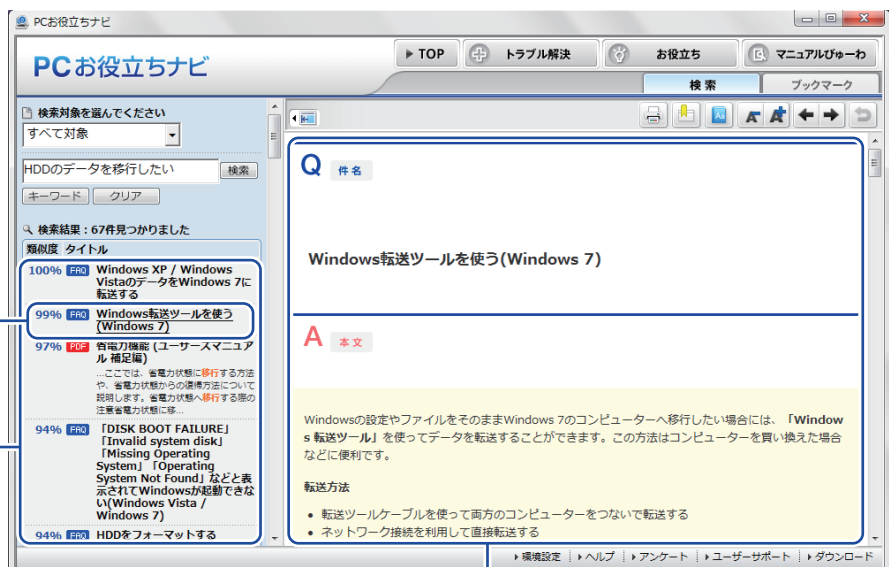 PCお役立ちナビ
PCお役立ちナビ
TOP
トラブル解決
お役立ち
マニュアルびゅーわ
検索
ブックマーク
検索対象を選んでください
すべて対象
HDDのデータを移行したい
検索
キーワード
クリア
検索結果：67件見つかりました
類似度 タイトル
100% FAQ Windows XP / Windows
VistaのデータをWindows 7に
転送する
99% FAQ Windows転送ツールを使う
(Windows 7)
97% PDF 省電力機能 (ユーザーズマニュア
ル 補足編)
...ここでは、省電力状態に移行する方法
や、省電力状態からの復帰方法について
説明します。省電力状態へ移行する際の
注意省電力状態に移...
94% FAQ 「DISK BOOT FAILURE」
「Invalid system disk」
「Missing Operating
System」「Operating
System Not Found」などと表
示されてWindowsが起動できな
い(Windows Vista /
Windows 7)
94% FAQ HDDをフォーマットする
Q 件名
Windows転送ツールを使う(Windows 7)
A 本文
Windowsの設定やファイルをそのままWindows 7のコンピューターへ移行したい場合には、「Window
s 転送ツール」を使ってデータを転送することができます。この方法はコンピューターを買い換えた場合
などに便利です。
転送方法
• 転送ツールケーブルを使って両方のコンピューターをつないで転送する
• ネットワーク接続を利用して直接転送する
環境設定 ヘルプ アンケート ユーザーサポート ダウンロード